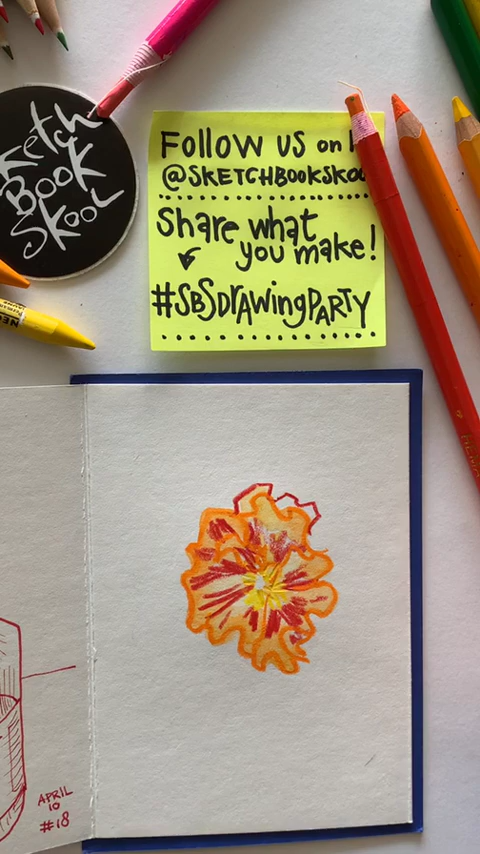 Sketch
Book
Skool
Follow us on
@SKETCHBOOKSKOO
Share what
you make!
#SBSDrAwingPARTY
APRIL
10
#18